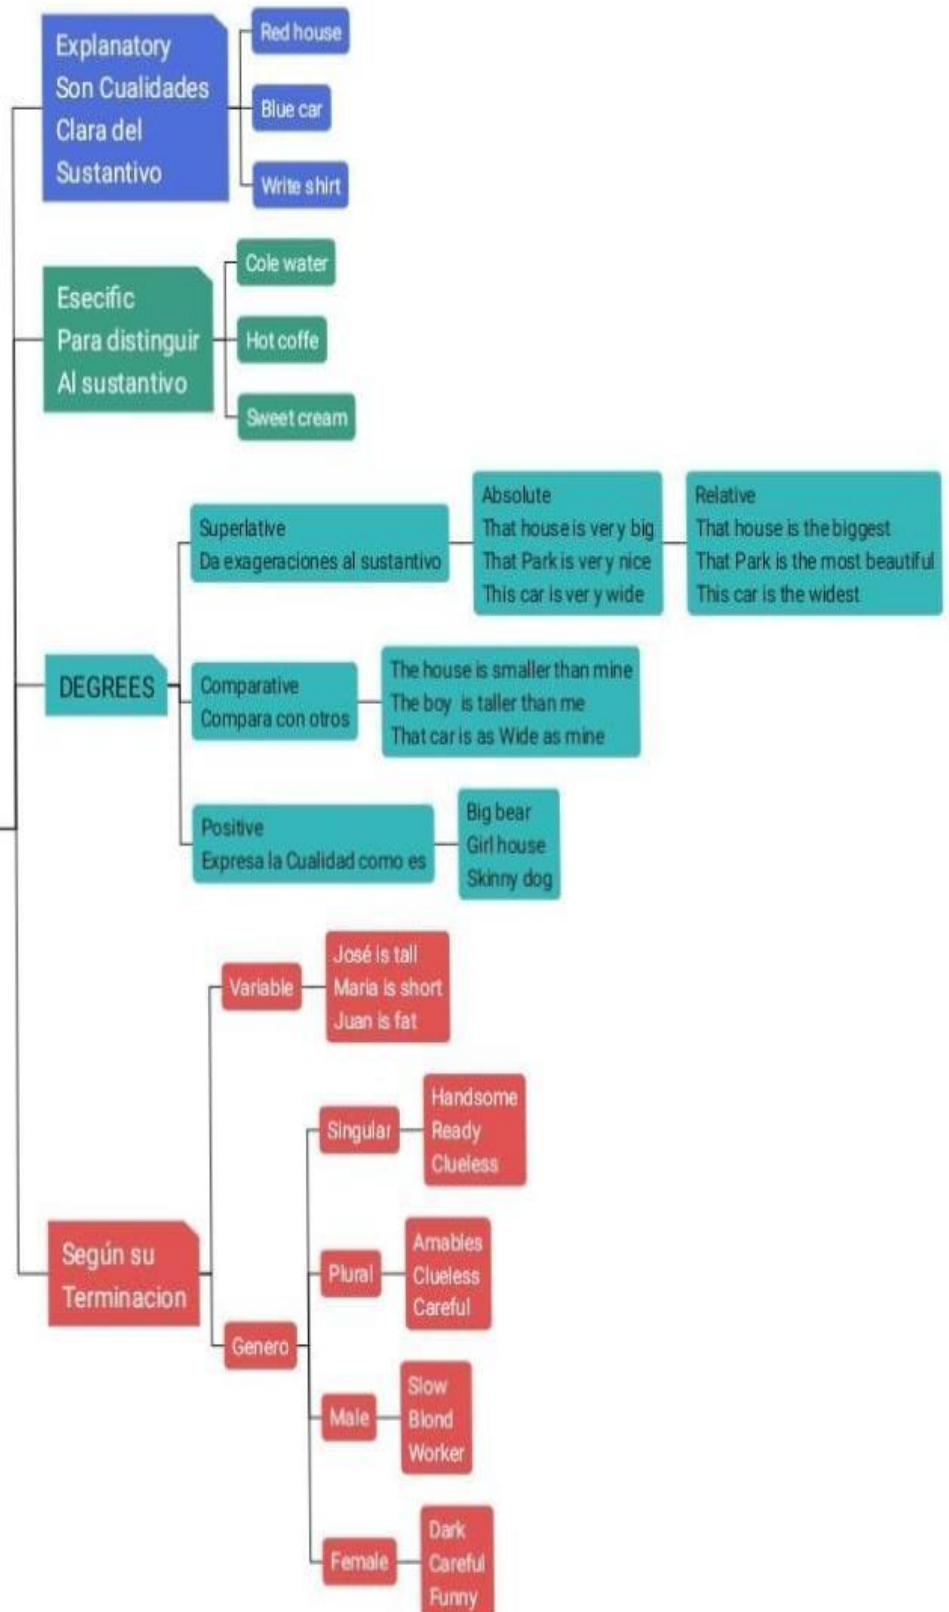 Explanatory
Son Cualidades
Clara del
Sustantivo
Red house
Blue car
Write shirt
Esecific
Para distinguir
Al sustantivo
Cole water
Hot coffe
Sweet cream
DEGREES
Superlative
Da exageraciones al sustantivo
Absolute
That house is very big
That Park is very nice
This car is very wide
Relative
That house is the biggest
That Park is the most beautiful
This car is the widest
Comparative
Compara con otros
The house is smaller than mine
The boy is taller than me
That car is as Wide as mine
Positive
Expresa la Cualidad como es
Big bear
Girl house
Skinny dog
Según su
Terminacion
Variable
José is tall
Maria is short
Juan is fat
Genero
Singular
Handsome
Ready
Clueless
Plural
Amables
Clueless
Careful
Male
Slow
Blond
Worker
Female
Dark
Careful
Funny